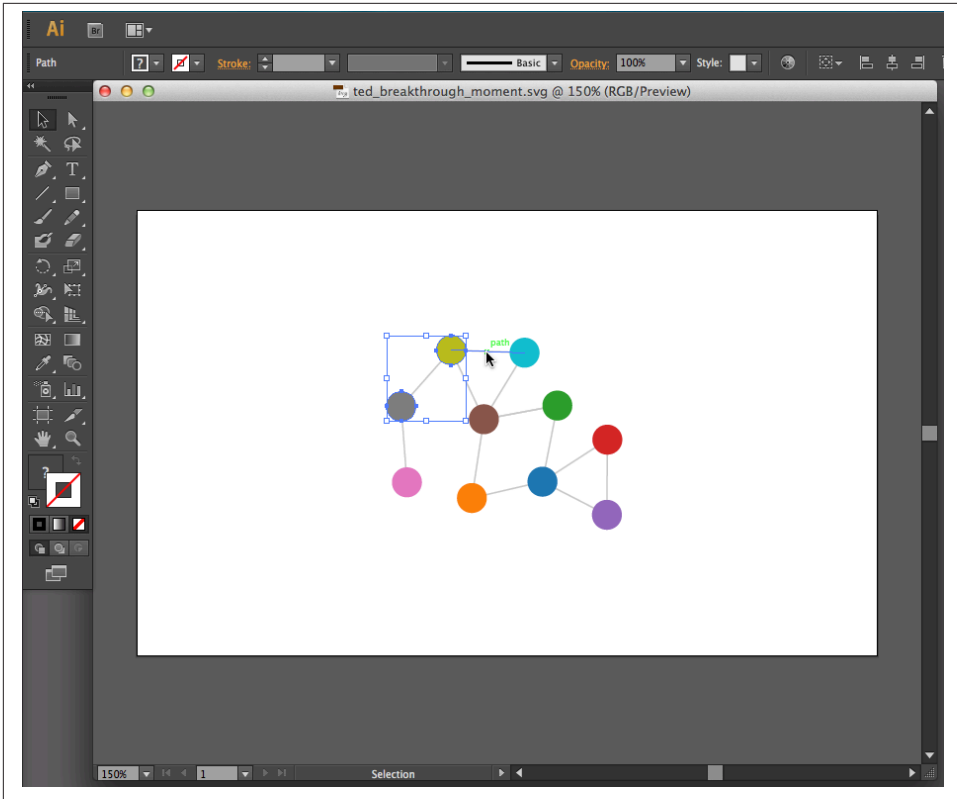 Ai Br
Path ? Stroke: Basic Opacity: 100% Style:
ted_breakthrough_moment.svg @ 150% (RGB/Preview)
T
path
?
150% 1 Selection